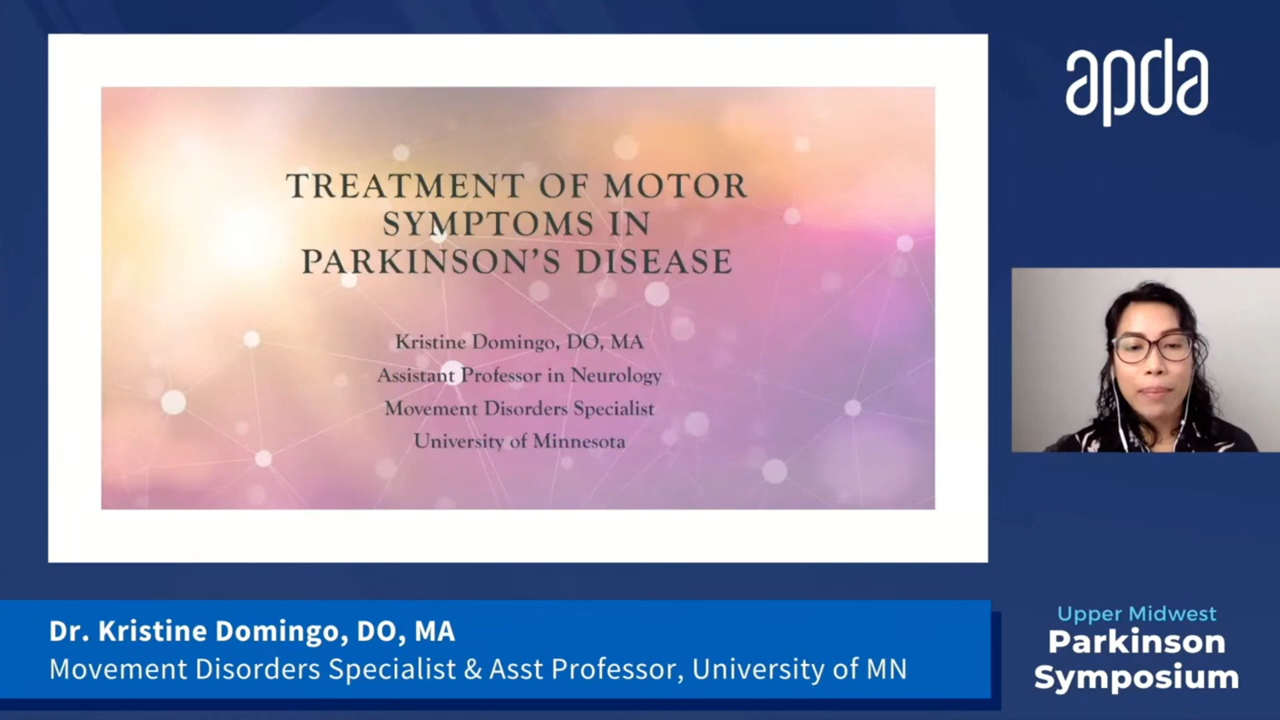 TREATMENT OF MOTOR
SYMPTOMS IN
PARKINSON'S DISEASE
Kristine Domingo, DO, MA
Assistant Professor in Neurology
Movement Disorders Specialist
University of Minnesota
apda
Dr. Kristine Domingo, DO, MA
Movement Disorders Specialist & Asst Professor, University of MN
Upper Midwest
Parkinson
Symposium